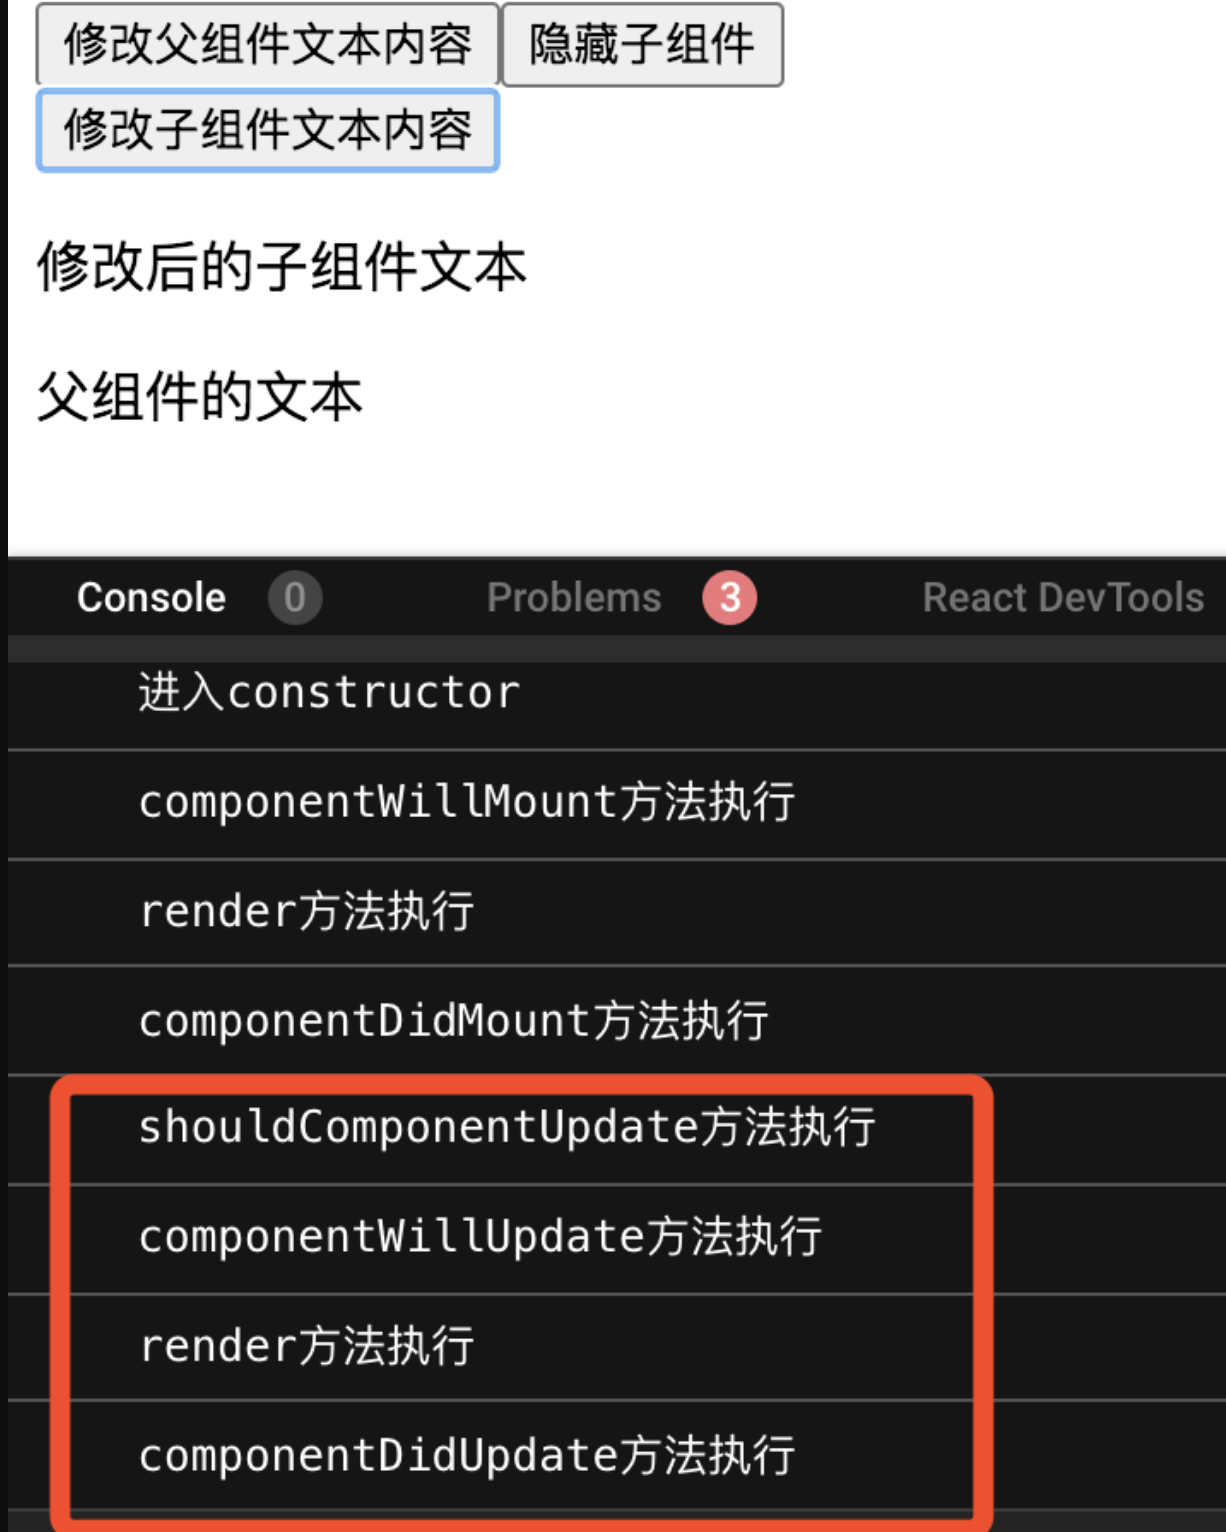 修改父组件文本内容 隐藏子组件
修改子组件文本内容
修改后的子组件文本
父组件的文本
Console 0 Problems 3 React DevTools
进入constructor
componentWillMount方法执行
render方法执行
componentDidMount方法执行
shouldComponentUpdate方法执行
componentWillUpdate方法执行
render方法执行
componentDidUpdate方法执行